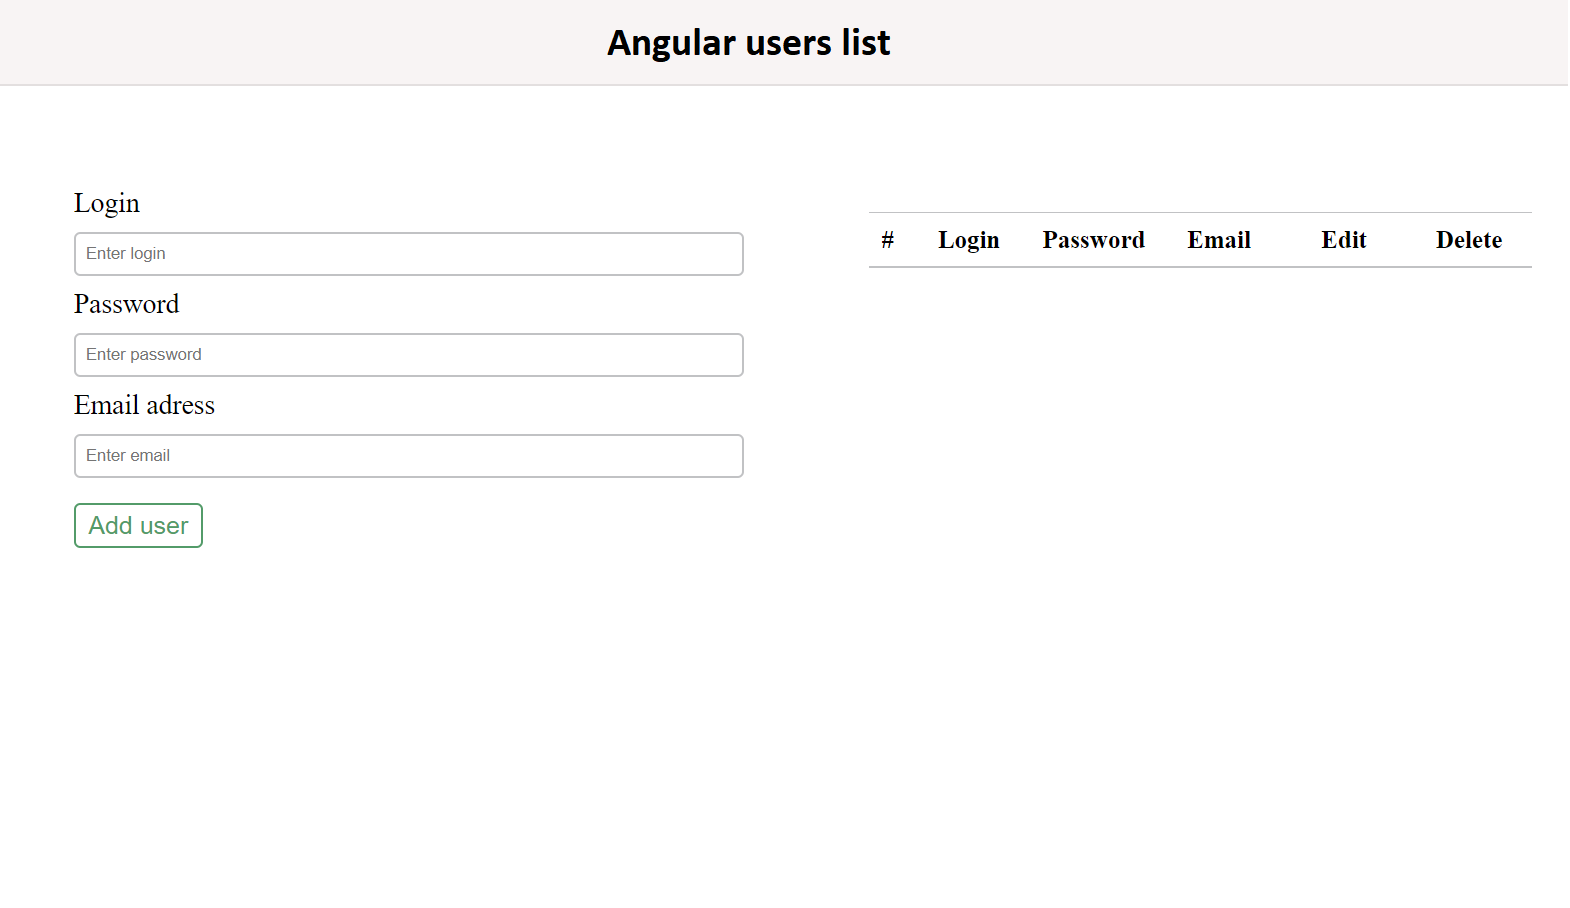 Angular users list
Login
Enter login
Password
Enter password
Email adress
Enter email
Add user
# Login Password Email Edit Delete